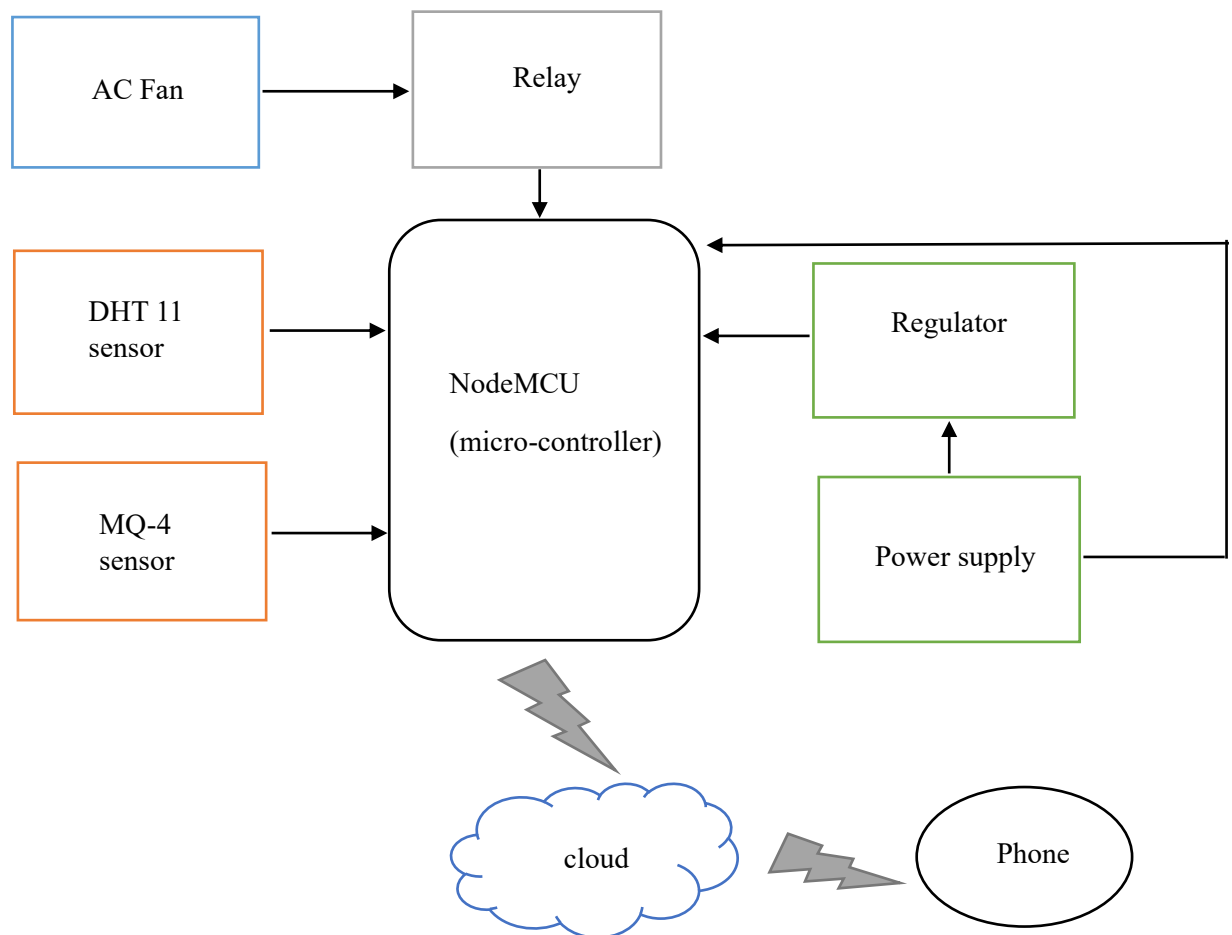 AC Fan
Relay
DHT 11
sensor
Regulator
NodeMCU
(micro-controller)
MQ-4
sensor
Power supply
cloud
Phone